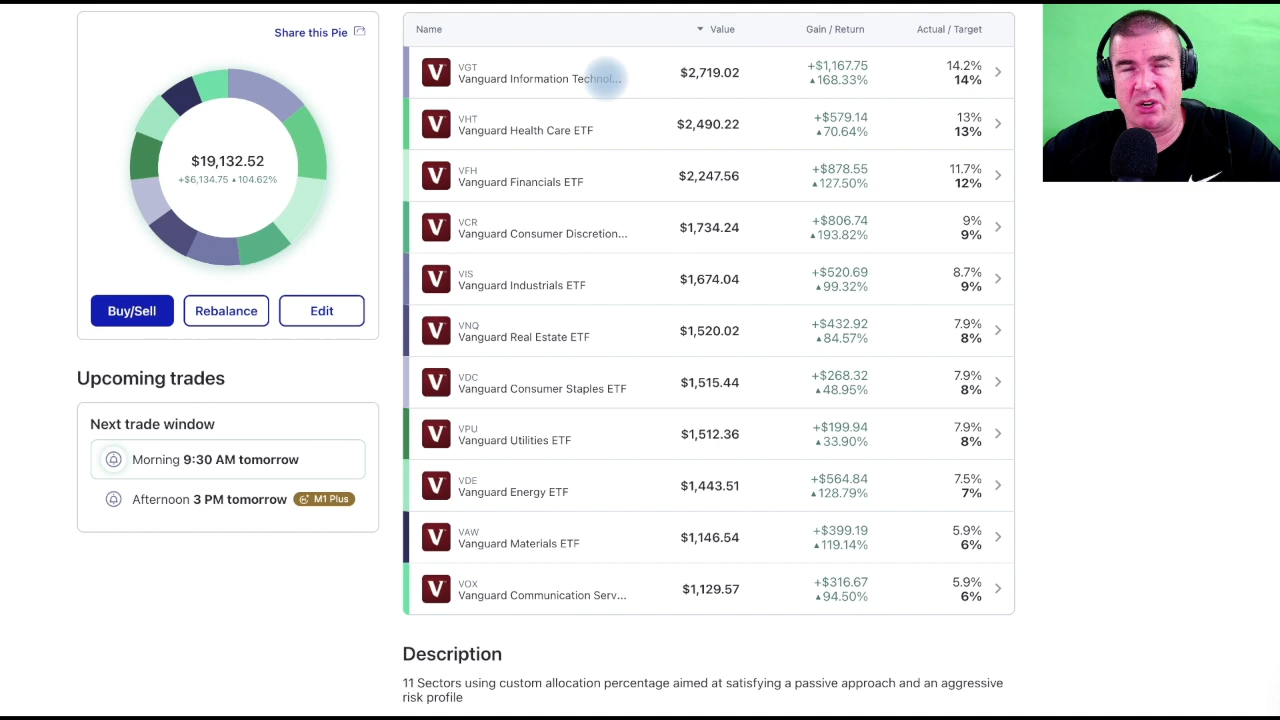 Share this Pie
$19,132.52
+$6,134.75 ▲104.62%
Buy/Sell
Rebalance
Edit
Upcoming trades
Next trade window
Morning 9:30 AM tomorrow
Afternoon 3 PM tomorrow
M1 Plus
Name
Value
Gain / Return
Actual / Target
VGT
Vanguard Information Technol...
$2,719.02
+$1,167.75
▲168.33%
14.2%
14%
VHT
Vanguard Health Care ETF
$2,490.22
+$579.14
▲70.64%
13%
13%
VFH
Vanguard Financials ETF
$2,247.56
+$878.55
▲127.50%
11.7%
12%
VCR
Vanguard Consumer Discretion...
$1,734.24
+$806.74
▲193.82%
9%
9%
VIS
Vanguard Industrials ETF
$1,674.04
+$520.69
▲99.32%
8.7%
9%
VNQ
Vanguard Real Estate ETF
$1,520.02
+$432.92
▲84.57%
7.9%
8%
VDC
Vanguard Consumer Staples ETF
$1,515.44
+$268.32
▲48.95%
7.9%
8%
VPU
Vanguard Utilities ETF
$1,512.36
+$199.94
▲33.90%
7.9%
8%
VDE
Vanguard Energy ETF
$1,443.51
+$564.84
▲128.79%
7.5%
7%
VAW
Vanguard Materials ETF
$1,146.54
+$399.19
▲119.14%
5.9%
6%
VOX
Vanguard Communication Serv...
$1,129.57
+$316.67
▲94.50%
5.9%
6%
Description
11 Sectors using custom allocation percentage aimed at satisfying a passive approach and an aggressive
risk profile